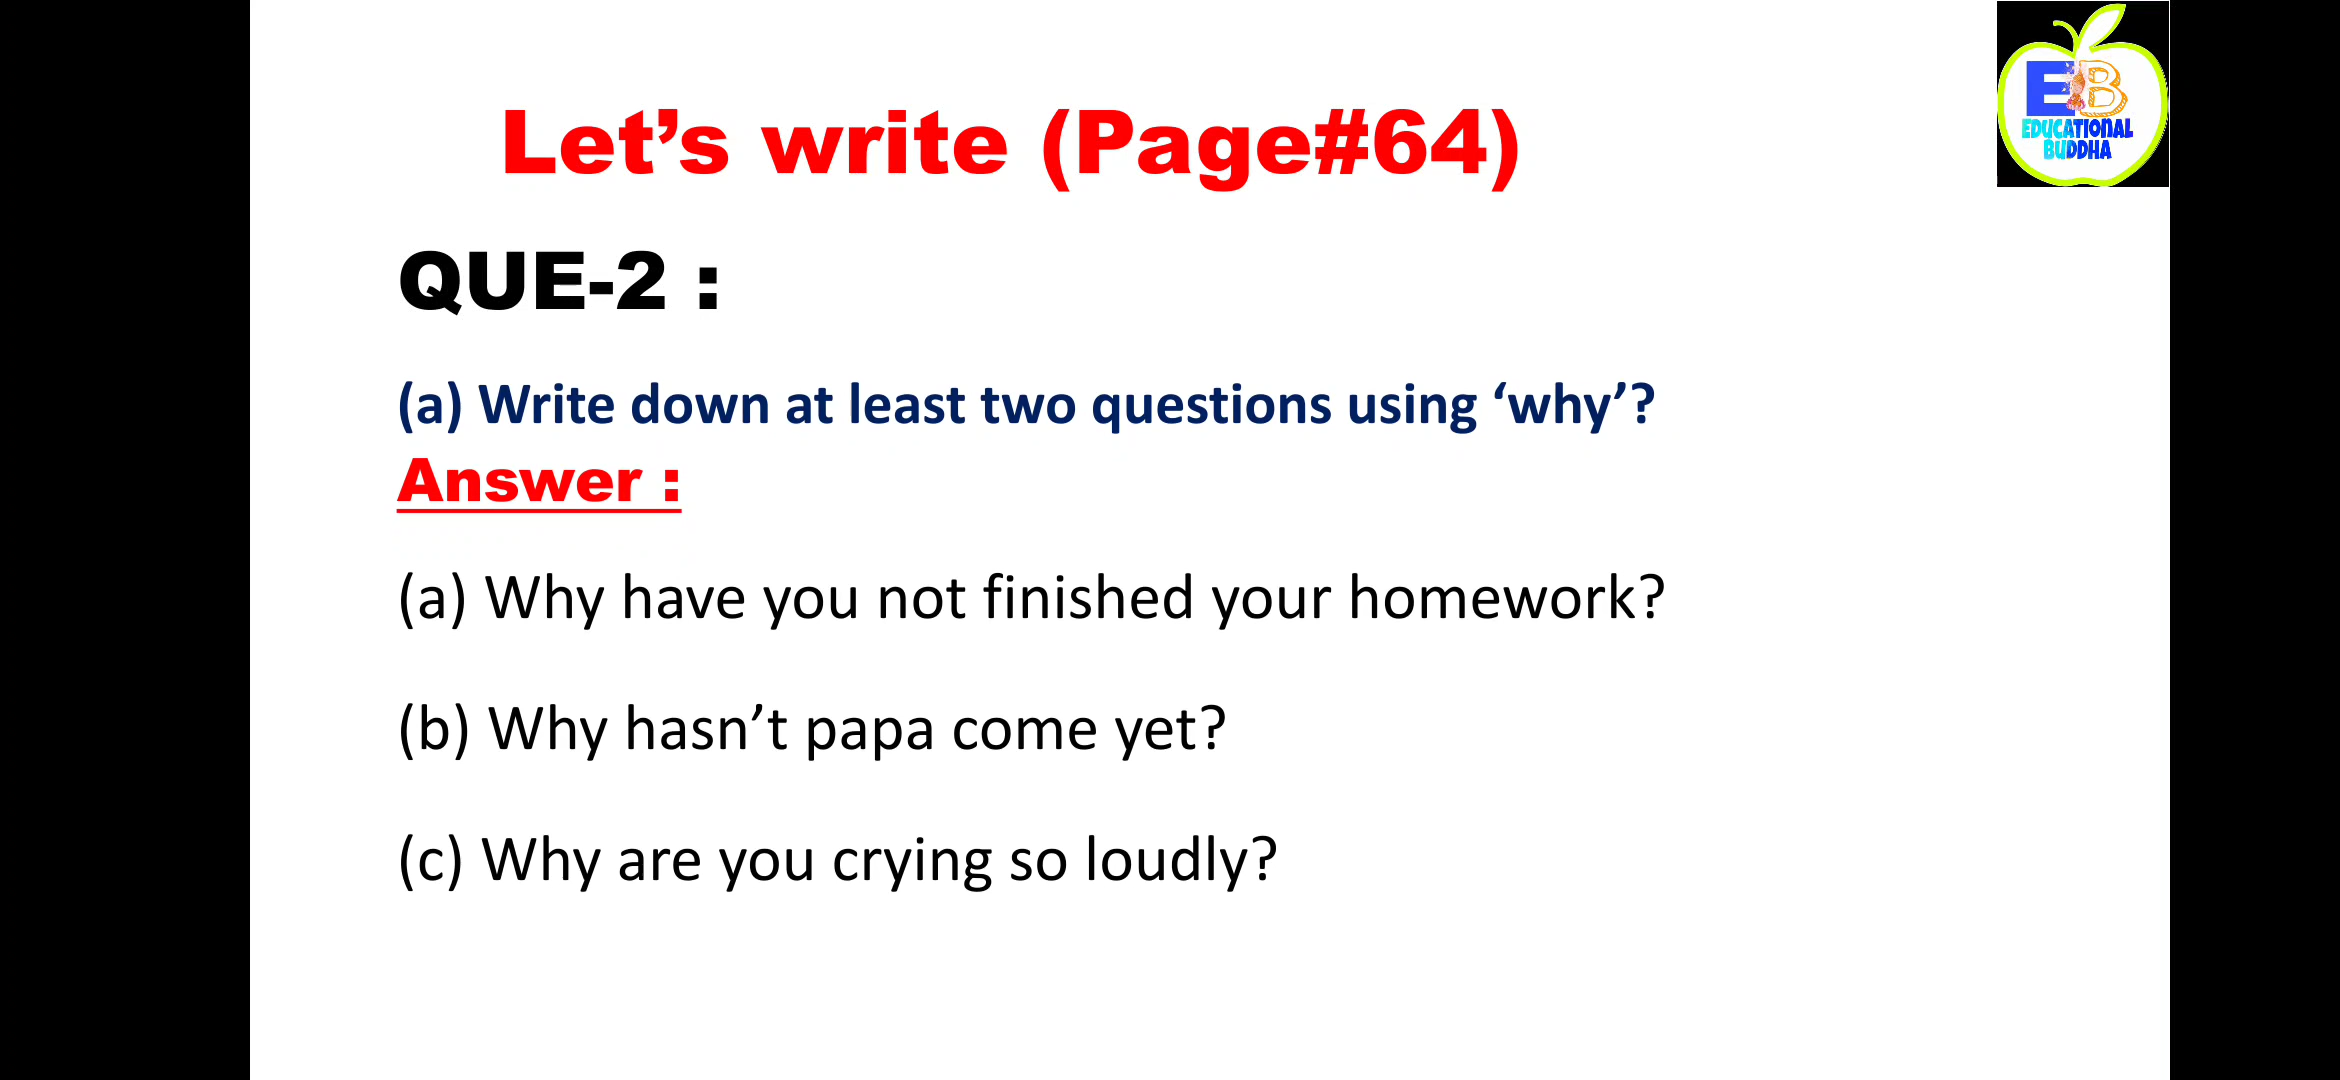 Let’s write (Page#64)
EB
EDUCATIONAL
BUDDHA
QUE-2 :
(a) Write down at least two questions using ‘why’?
Answer :
(a) Why have you not finished your homework?
(b) Why hasn’t papa come yet?
(c) Why are you crying so loudly?